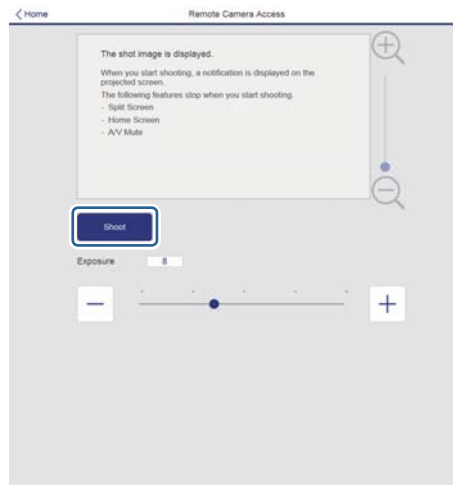 Home
Remote Camera Access
The shot image is displayed.
When you start shooting, a notification is displayed on the
projected screen.
The following features stop when you start shooting.
- Split Screen
- Home Screen
- A/V Mute
Shoot
Exposure 8